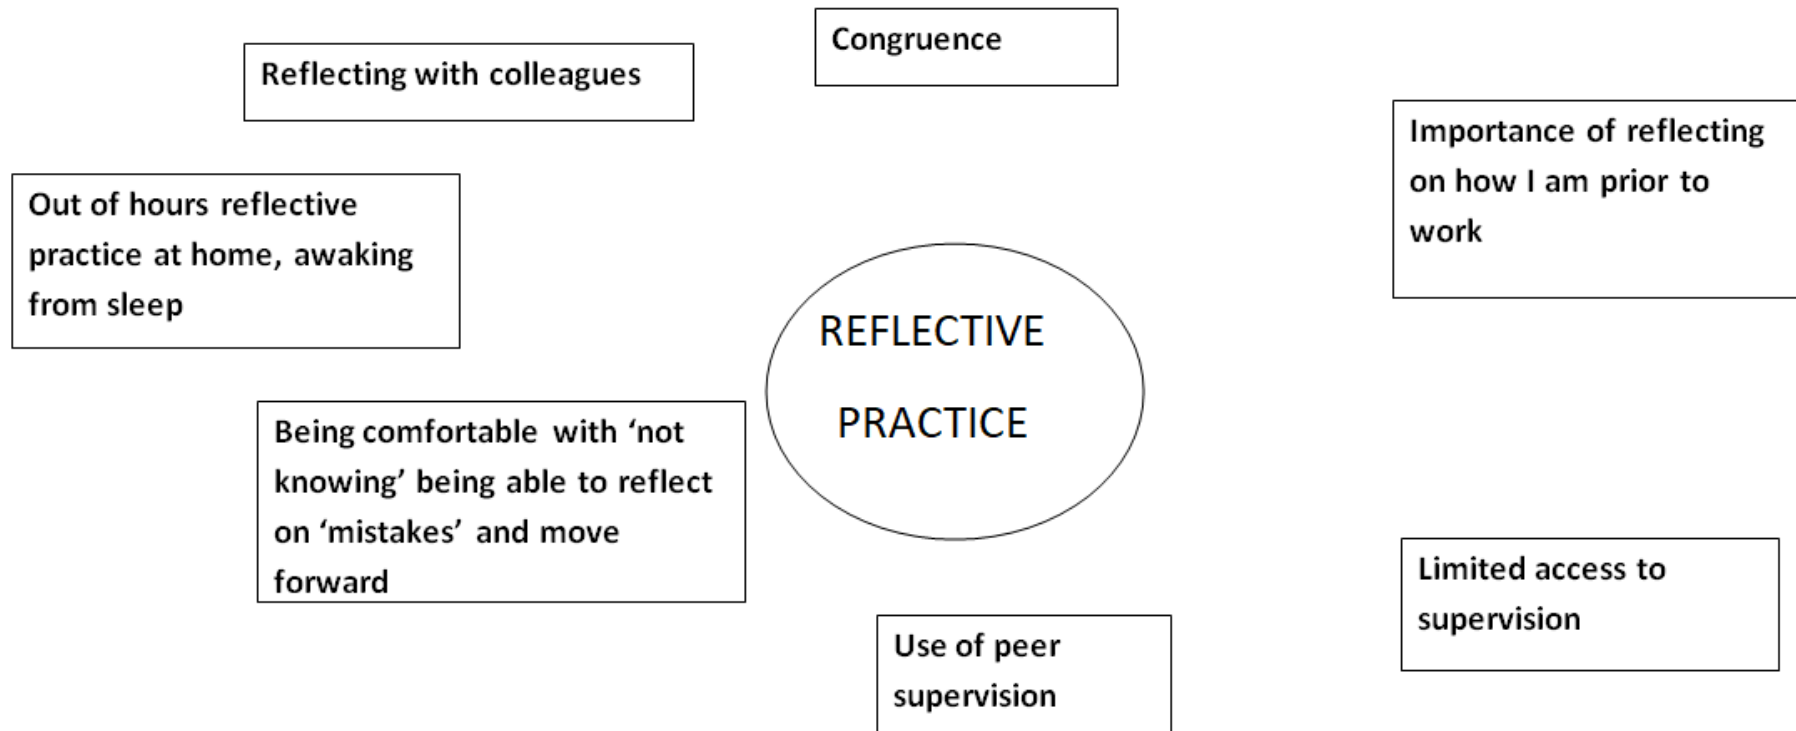 Congruence
Reflecting with colleagues
Importance of reflecting
on how I am prior to
work
Out of hours reflective
practice at home, awaking
from sleep
REFLECTIVE
PRACTICE
Being comfortable with ‘not
knowing’ being able to reflect
on ‘mistakes’ and move
forward
Limited access to
supervision
Use of peer
supervision